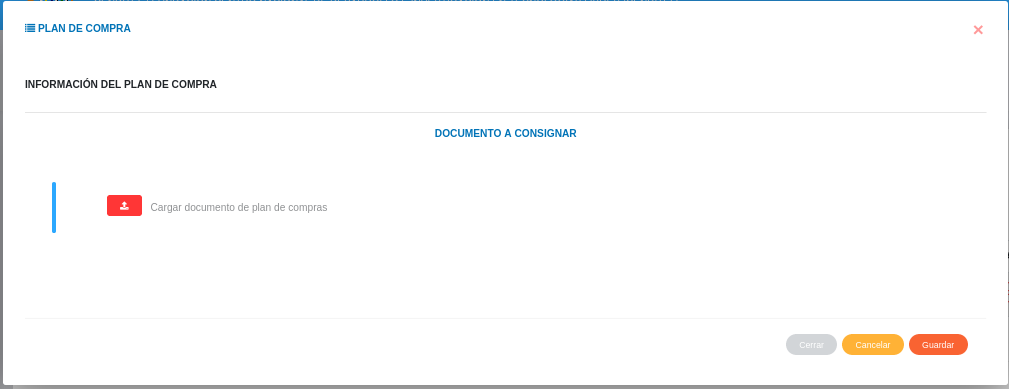 PLAN DE COMPRA
INFORMACIÓN DEL PLAN DE COMPRA
DOCUMENTO A CONSIGNAR
Cargar documento de plan de compras
Cerrar Cancelar Guardar